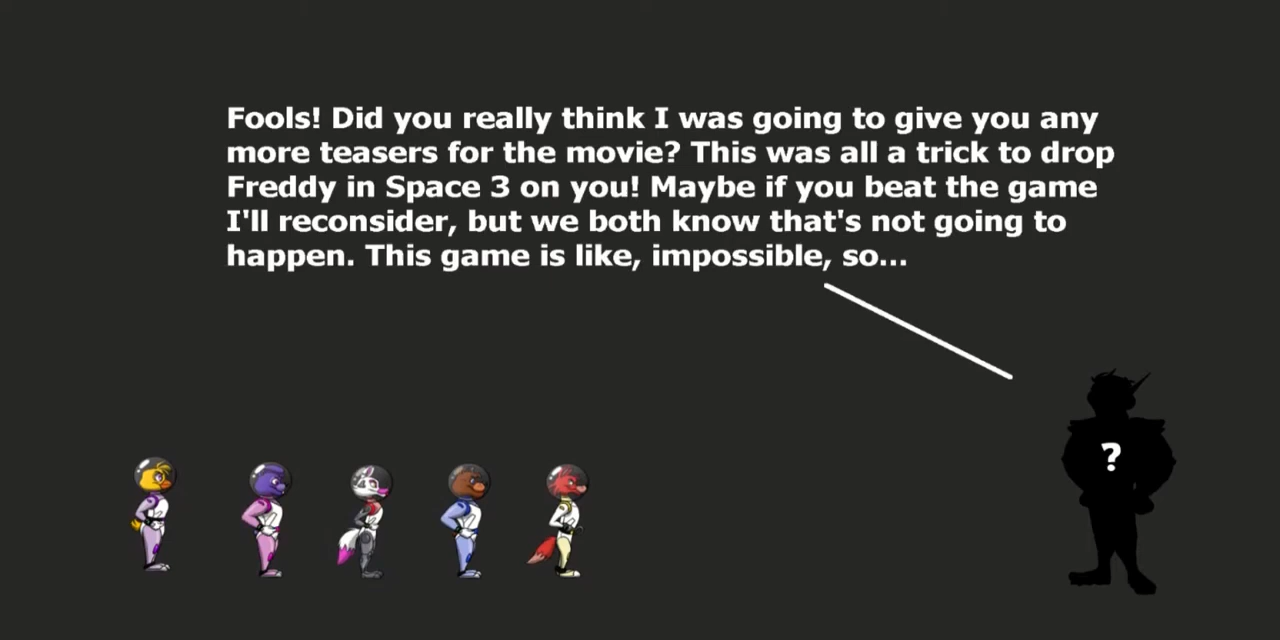 Fools! Did you really think I was going to give you any
more teasers for the movie? This was all a trick to drop
Freddy in Space 3 on you! Maybe if you beat the game
I'll reconsider, but we both know that's not going to
happen. This game is like, impossible, so...
?